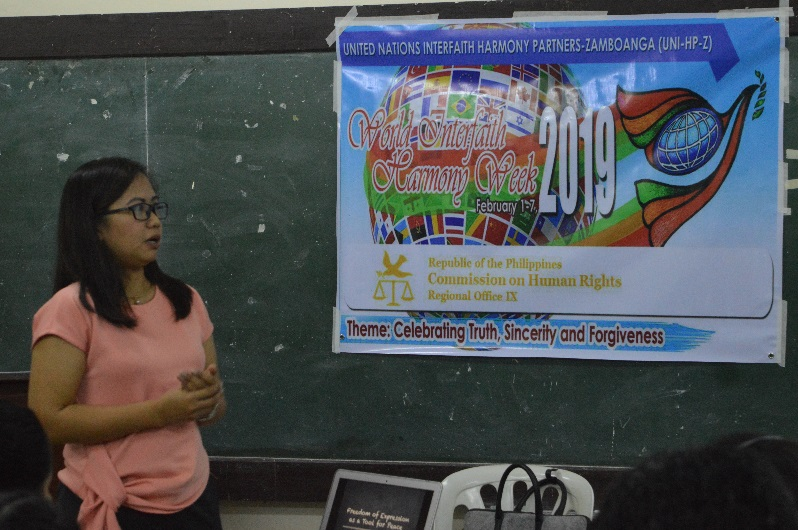 UNITED NATIONS INTERFAITH HARMONY PARTNERS-ZAMBOANGA (UNI-HP-Z)
World Interfaith
Harmony Week
2019
February 1-7,
Republic of the Philippines
Commission on Human Rights
Regional Office IX
Theme: Celebrating Truth, Sincerity and Forgiveness
Freedom of Expression
as a Tool for Peace